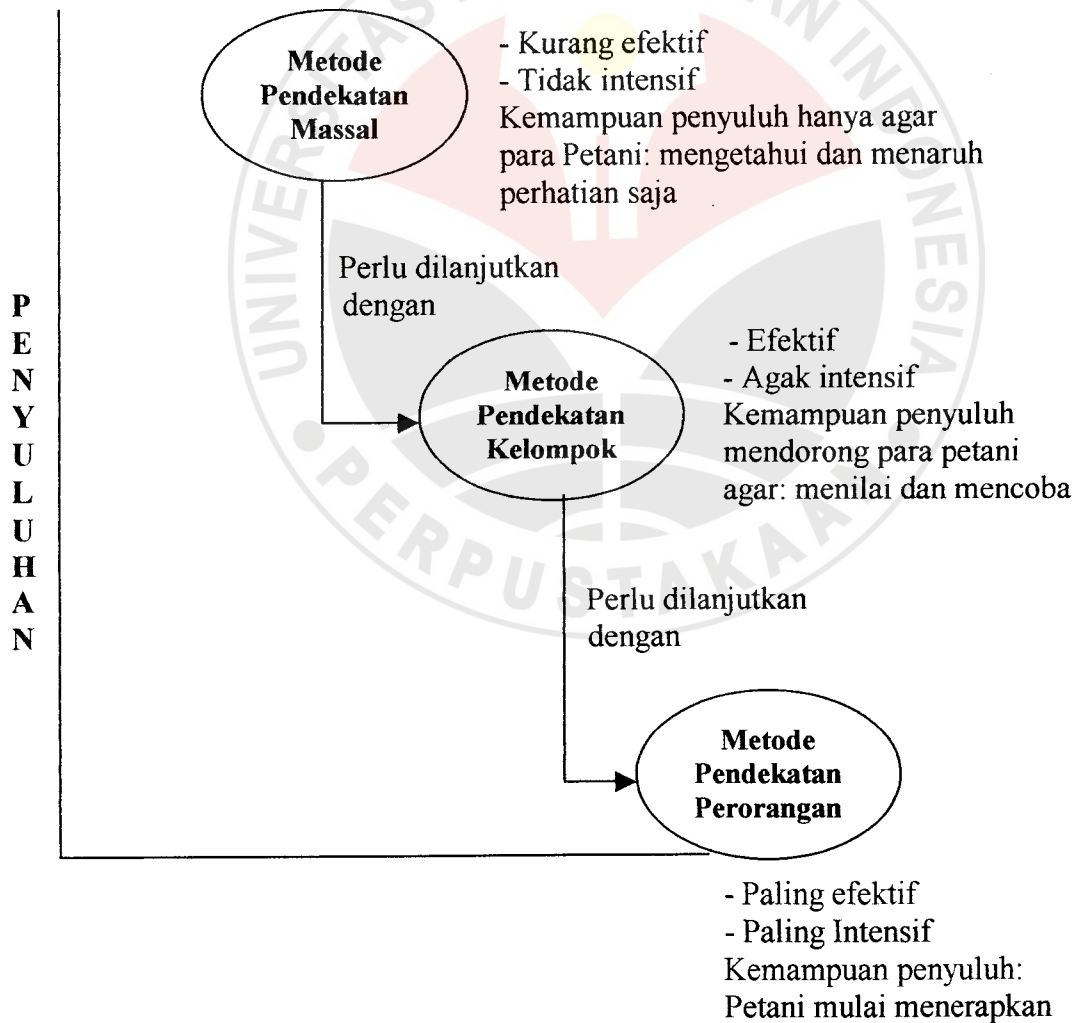 Metode
Pendekatan
Massal
- Kurang efektif
- Tidak intensif
Kemampuan penyuluh hanya agar
para Petani: mengetahui dan menaruh
perhatian saja
Perlu dilanjutkan
dengan
P
E
N
Y
U
L
U
H
A
N
Metode
Pendekatan
Kelompok
- Efektif
- Agak intensif
Kemampuan penyuluh
mendorong para petani
agar: menilai dan mencoba
Perlu dilanjutkan
dengan
Metode
Pendekatan
Perorangan
- Paling efektif
- Paling Intensif
Kemampuan penyuluh:
Petani mulai menerapkan
PERPUSTAKAAN